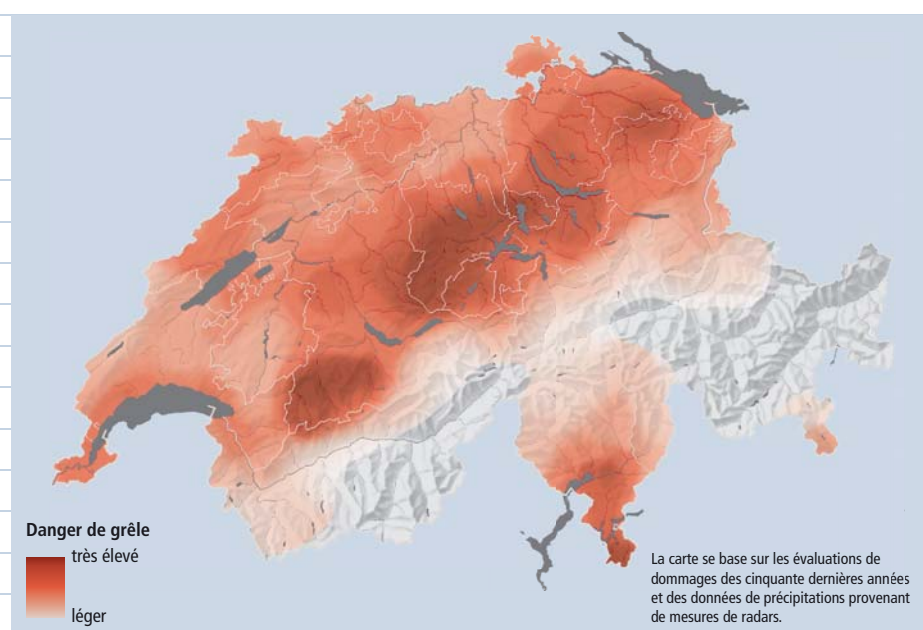 Danger de grêle
très élevé
léger
La carte se base sur les évaluations de
dommages des cinquante dernières années
et des données de précipitations provenant
de mesures de radars.